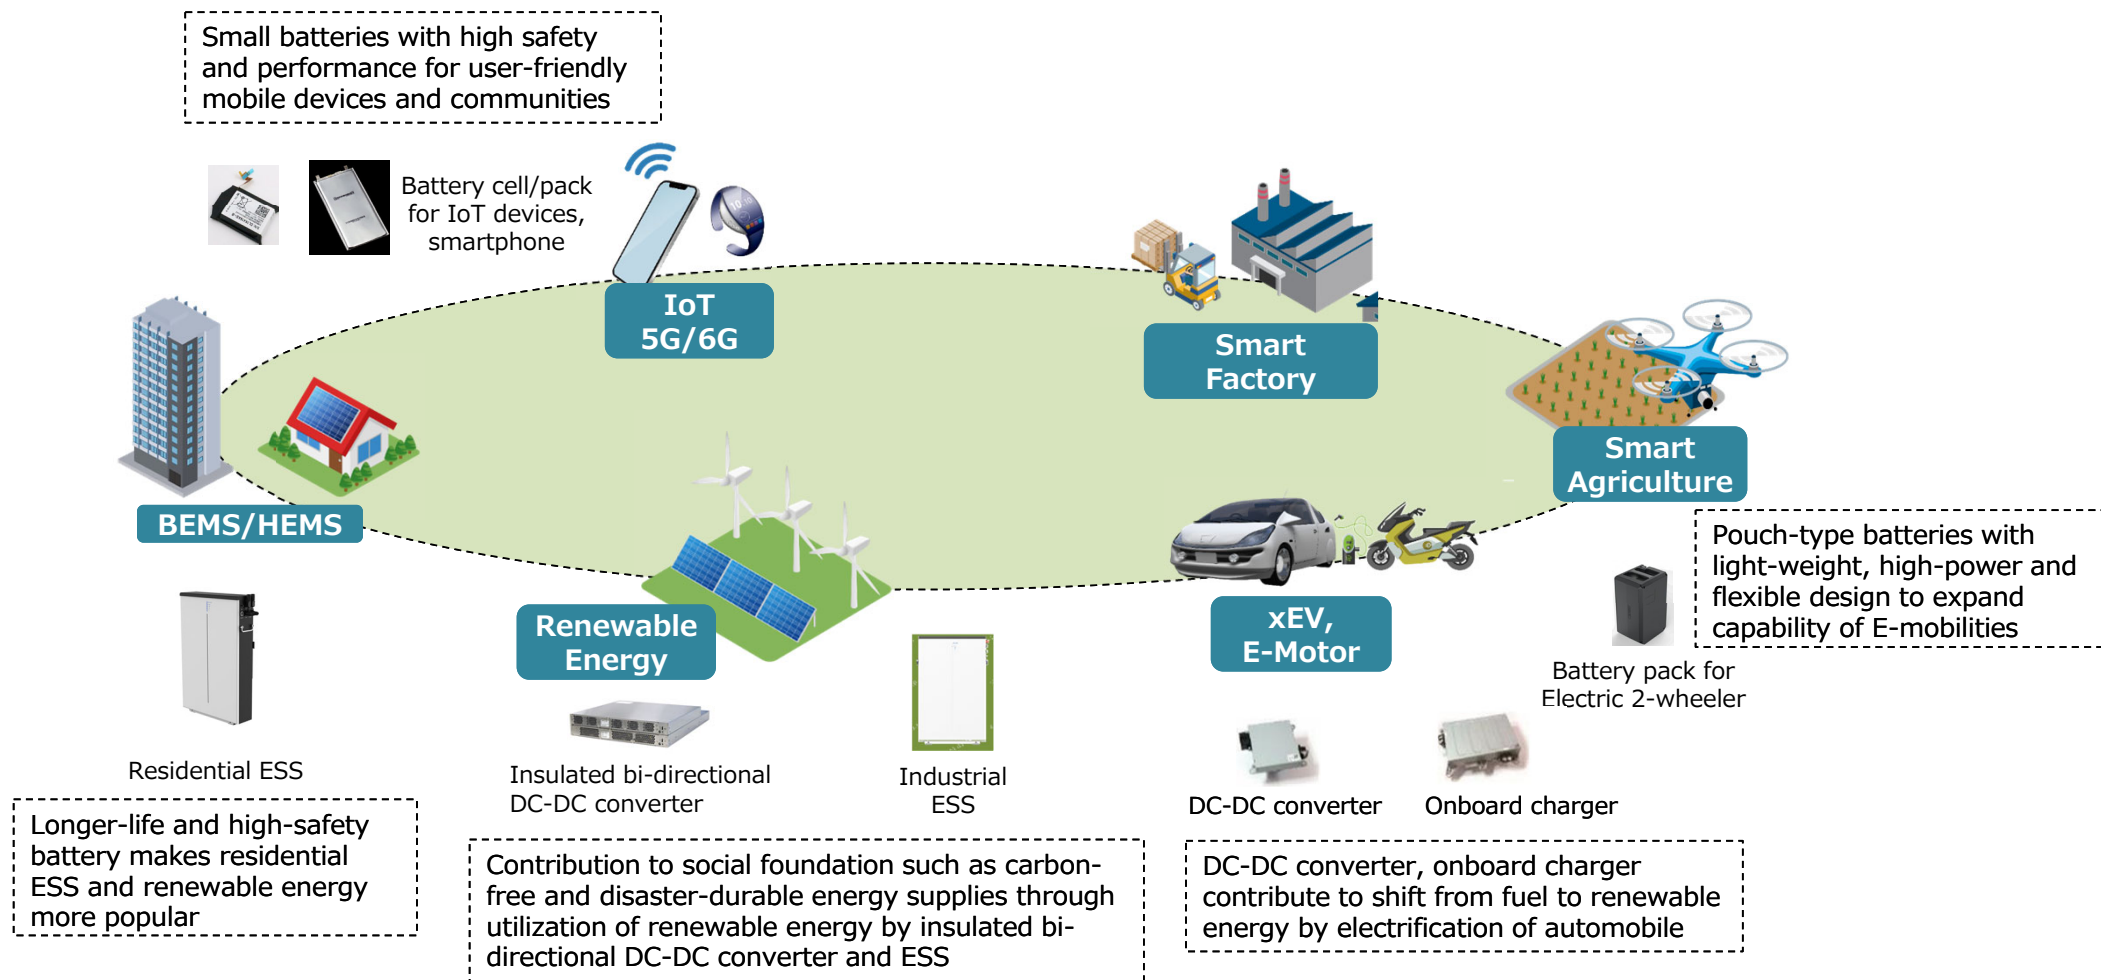 Small batteries with high safety
and performance for user-friendly
mobile devices and communities
Battery cell/pack
for IoT devices,
smartphone
IoT
5G/6G
Smart
Factory
Smart
Agriculture
BEMS/HEMS
Renewable
Energy
xEV,
E-Motor
Pouch-type batteries with
light-weight, high-power and
flexible design to expand
capability of E-mobilities
Battery pack for
Electric 2-wheeler
Residential ESS
Insulated bi-directional
DC-DC converter
Industrial
ESS
DC-DC converter
Onboard charger
Longer-life and high-safety
battery makes residential
ESS and renewable energy
more popular
Contribution to social foundation such as carbon-
free and disaster-durable energy supplies through
utilization of renewable energy by insulated bi-
directional DC-DC converter and ESS
DC-DC converter, onboard charger
contribute to shift from fuel to renewable
energy by electrification of automobile